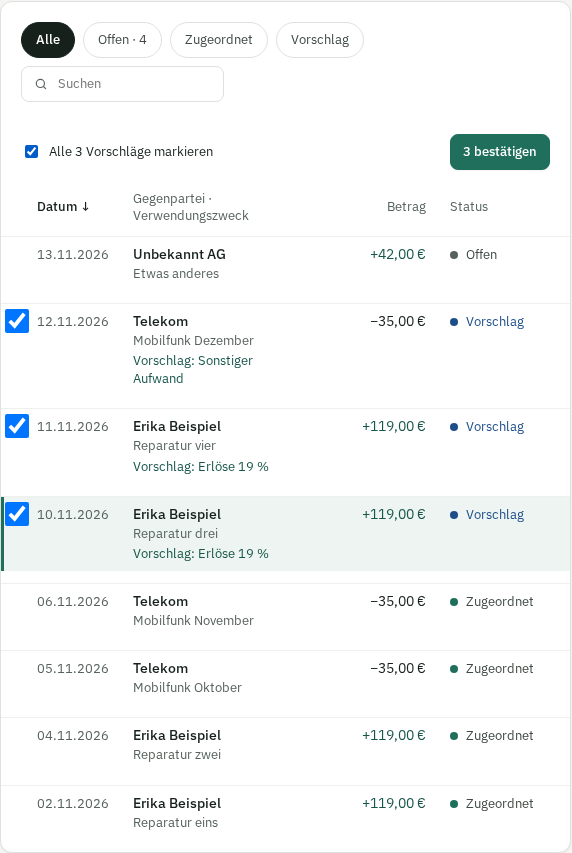 Alle
Offen · 4
Zugeordnet
Vorschlag
Suchen
Alle 3 Vorschläge markieren
3 bestätigen
Datum ↓
Gegenpartei ·
Verwendungszweck
Betrag
Status
13.11.2026
Unbekannt AG
+42,00 €
Offen
Etwas anderes
12.11.2026
Telekom
−35,00 €
Vorschlag
Mobilfunk Dezember
Vorschlag: Sonstiger
Aufwand
11.11.2026
Erika Beispiel
+119,00 €
Vorschlag
Reparatur vier
Vorschlag: Erlöse 19 %
10.11.2026
Erika Beispiel
+119,00 €
Vorschlag
Reparatur drei
Vorschlag: Erlöse 19 %
06.11.2026
Telekom
−35,00 €
Zugeordnet
Mobilfunk November
05.11.2026
Telekom
−35,00 €
Zugeordnet
Mobilfunk Oktober
04.11.2026
Erika Beispiel
+119,00 €
Zugeordnet
Reparatur zwei
02.11.2026
Erika Beispiel
+119,00 €
Zugeordnet
Reparatur eins